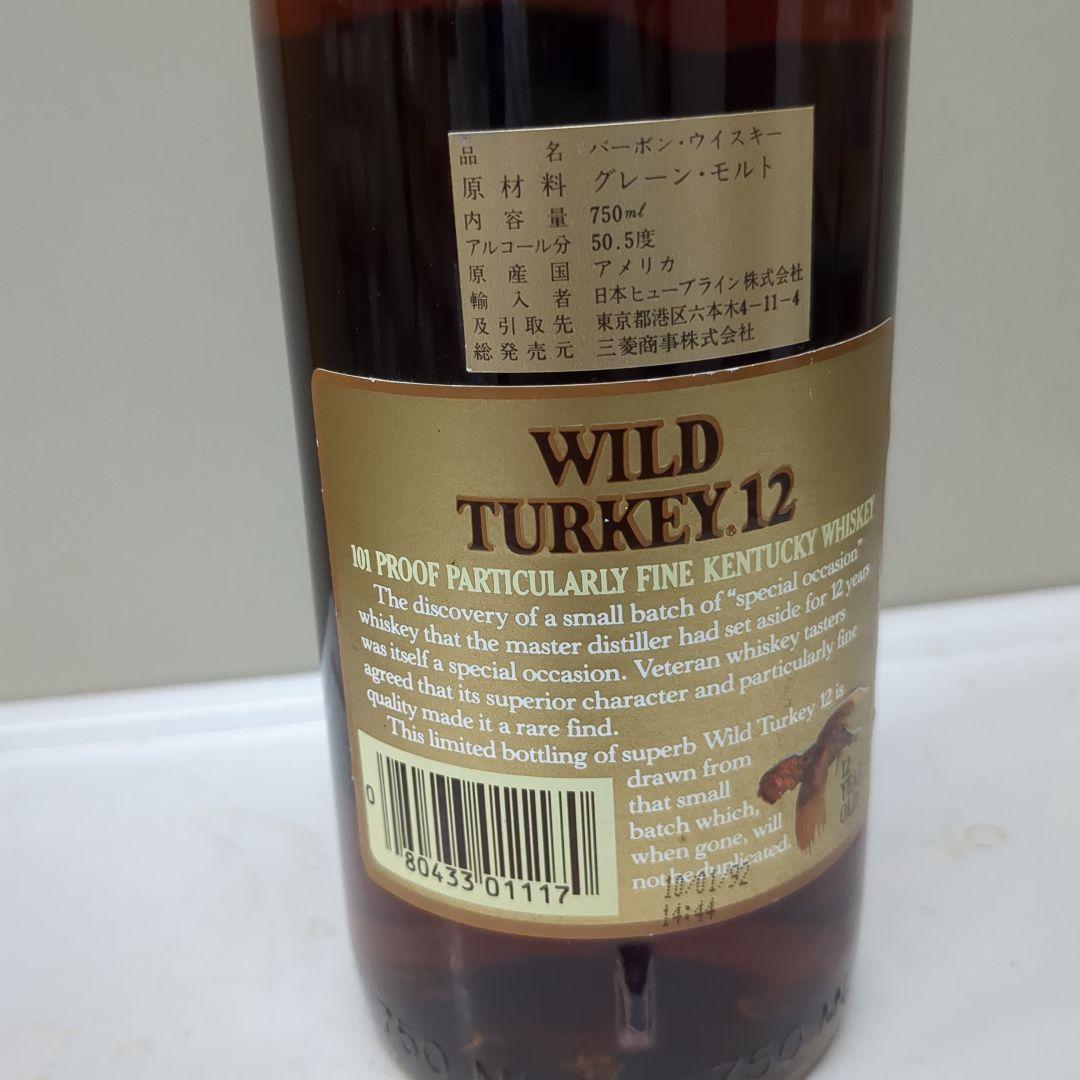 品名 バーボン・ウイスキー
原材料 グレーン・モルト
内容量 750ml
アルコール分 50.5度
原産国 アメリカ
輸入者 日本ヒューブライン株式会社
及引取先 東京都港区六本木4-11-4
総発売元 三菱商事株式会社
WILD
TURKEY® 12
101 PROOF PARTICULARLY FINE KENTUCKY WHISKEY
The discovery of a small batch of "special occasion"
whiskey that the master distiller had set aside for 12 years
was itself a special occasion. Veteran whiskey tasters
agreed that its superior character and particularly fine
quality made it a rare find.
This limited bottling of superb Wild Turkey 12 is
drawn from
that small
batch which,
when gone, will
not be duplicated.
12
YEA
OLD
0 80433 01117
10/01/92
14:44
750
750